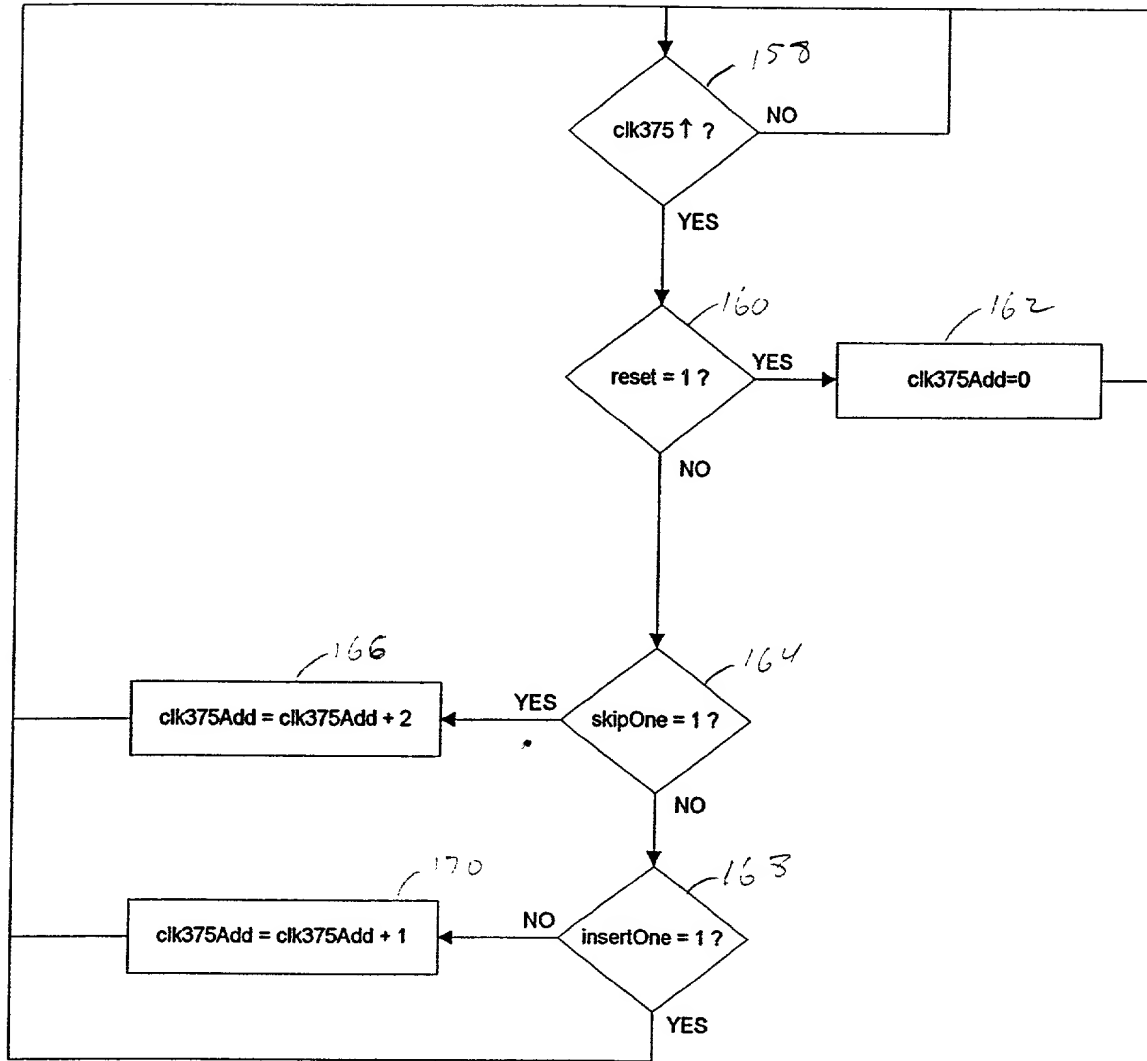 158
clk375 ↑ ?
NO
YES
160
162
reset = 1 ?
YES
clk375Add=0
NO
166
164
clk375Add = clk375Add + 2
YES
skipOne = 1 ?
NO
170
168
clk375Add = clk375Add + 1
NO
insertOne = 1 ?
YES